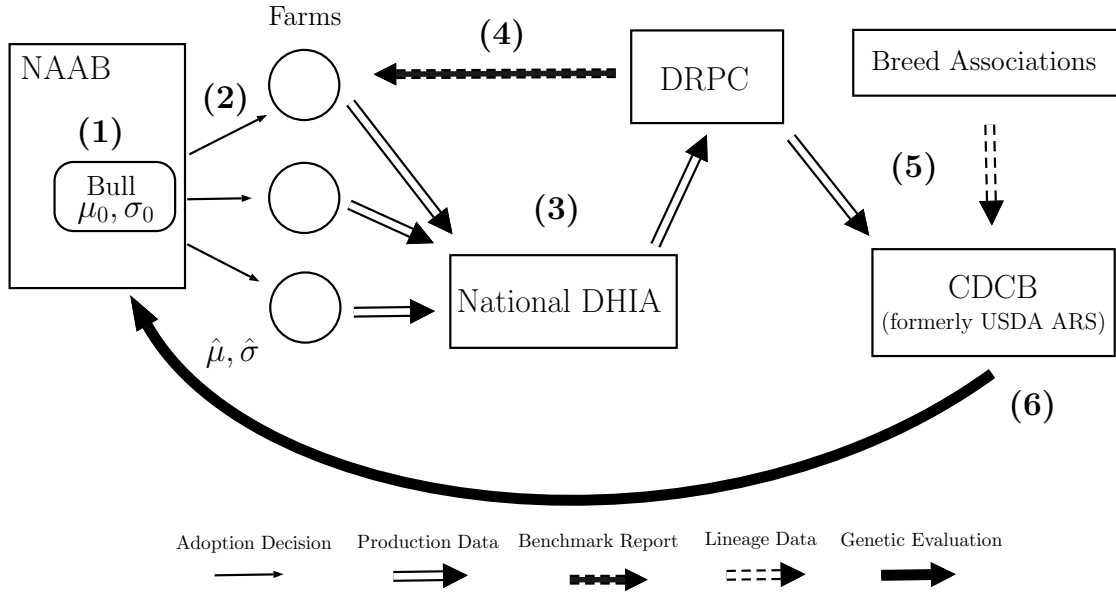 Farms
NAAB
(1)
Bull
μ₀, σ₀
(2)
(4)
DRPC
Breed Associations
(3)
(5)
National DHIA
CDCB
(formerly USDA ARS)
μ̂, σ̂
(6)
Adoption Decision
Production Data
Benchmark Report
Lineage Data
Genetic Evaluation